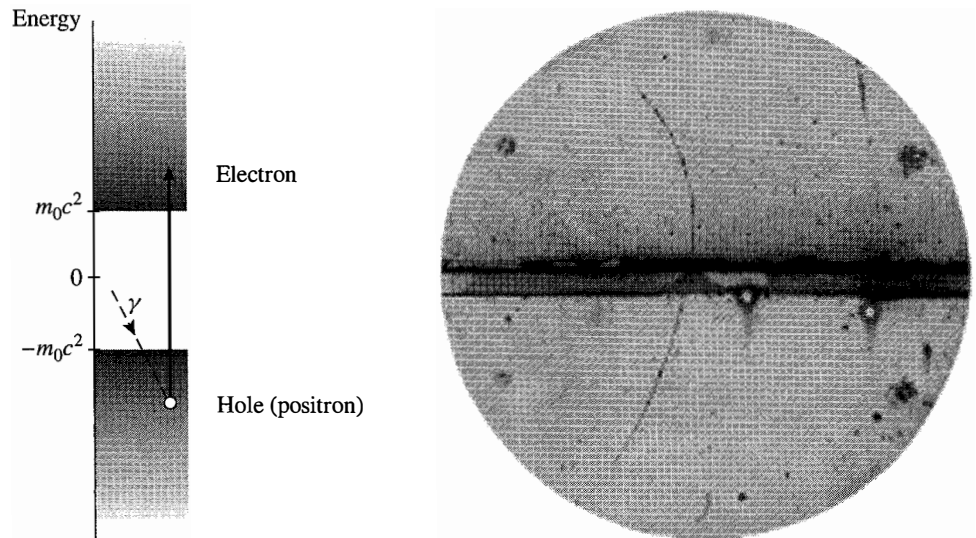 Energy
Electron
m₀c²
0
γ
−m₀c²
Hole (positron)